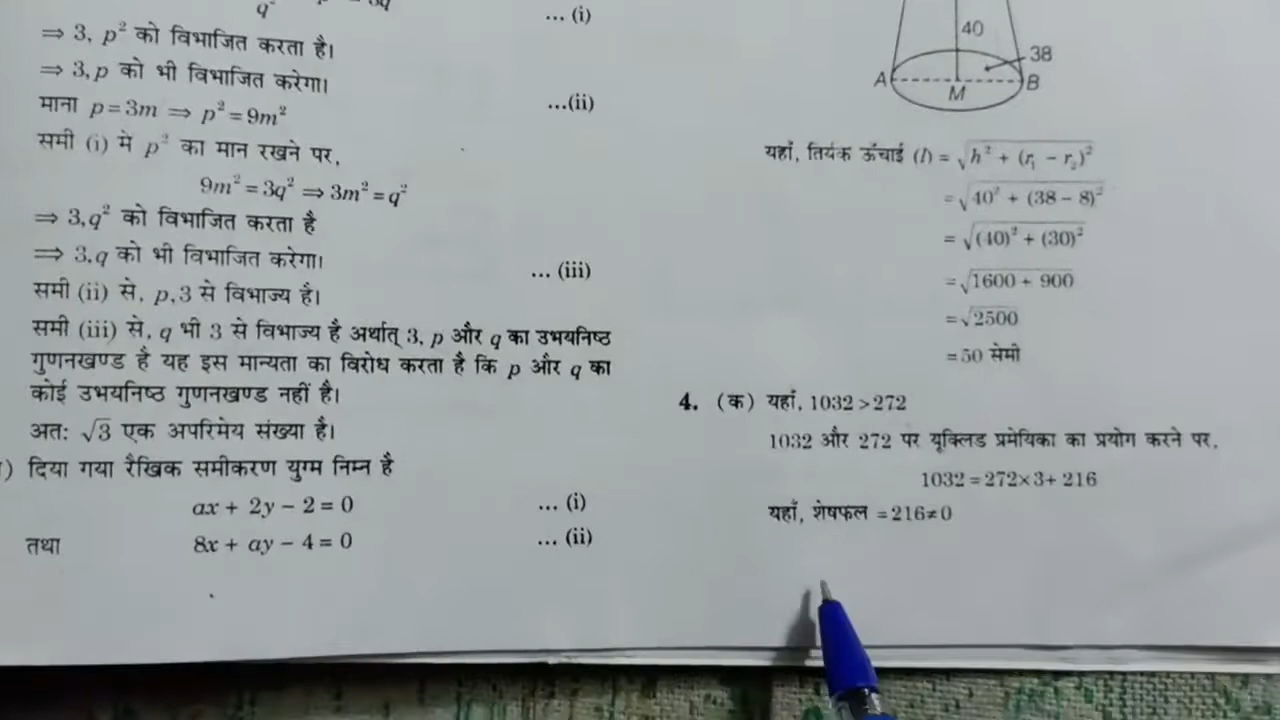 ... (i)
⇒ 3, p² को विभाजित करता है।
⇒ 3, p को भी विभाजित करेगा।
माना p = 3m ⇒ p² = 9m² ...(ii)
समी (i) मे p² का मान रखने पर,
9m² = 3q² ⇒ 3m² = q²
⇒ 3, q² को विभाजित करता है
⇒ 3, q को भी विभाजित करेगा। ... (iii)
समी (ii) से, p, 3 से विभाज्य है।
समी (iii) से, q भी 3 से विभाज्य है अर्थात् 3, p और q का उभयनिष्ठ
गुणनखण्ड है यह इस मान्यता का विरोध करता है कि p और q का
कोई उभयनिष्ठ गुणनखण्ड नहीं है।
अत: √3 एक अपरिमेय संख्या है।
) दिया गया रैखिक समीकरण युग्म निम्न है
ax + 2y – 2 = 0 ... (i)
तथा 8x + ay – 4 = 0 ... (ii)
40
38
A M B
यहाँ, तिर्यक ऊँचाई (l) = √h² + (r₁ – r₂)²
= √40² + (38 – 8)²
= √(40)² + (30)²
= √1600 + 900
= √2500
= 50 सेमी
4. (क) यहाँ, 1032 > 272
1032 और 272 पर यूक्लिड प्रमेयिका का प्रयोग करने पर,
1032 = 272×3 + 216
यहाँ, शेषफल = 216 ≠ 0